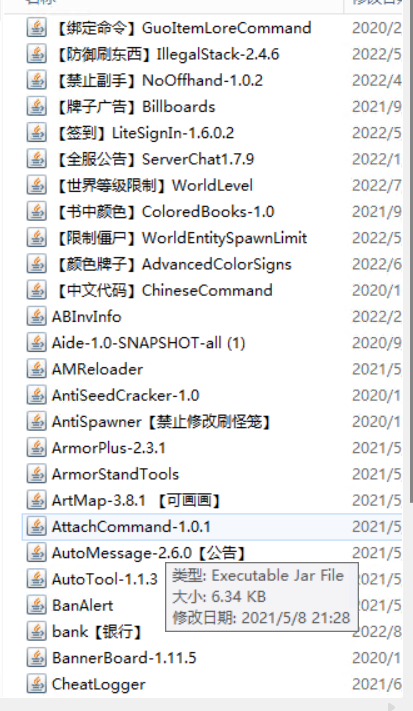 【绑定命令】GuoItemLoreCommand 2020/2
【防御刷东西】IllegalStack-2.4.6 2022/5
【禁止副手】NoOffhand-1.0.2 2022/4
【牌子广告】Billboards 2021/9
【签到】LiteSignIn-1.6.0.2 2022/5
【全服公告】ServerChat1.7.9 2022/1
【世界等级限制】WorldLevel 2022/7
【书中颜色】ColoredBooks-1.0 2021/9
【限制僵尸】WorldEntitySpawnLimit 2022/5
【颜色牌子】AdvancedColorSigns 2022/6
【中文代码】ChineseCommand 2020/1
ABInvInfo 2022/2
Aide-1.0-SNAPSHOT-all (1) 2020/9
AMReloader 2021/5
AntiSeedCracker-1.0 2020/1
AntiSpawner【禁止修改刷怪笼】 2020/1
ArmorPlus-2.3.1 2021/5
ArmorStandTools 2021/5
ArtMap-3.8.1 【可画画】 2021/5
AttachCommand-1.0.1 2021/5
AutoMessage-2.6.0【公告】 2021/5
AutoTool-1.1.3 2021/5
类型: Executable Jar File
大小: 6.34 KB
修改日期: 2021/5/8 21:28
BanAlert 2021/5
bank【银行】 2022/8
BannerBoard-1.11.5 2020/1
CheatLogger 2021/6